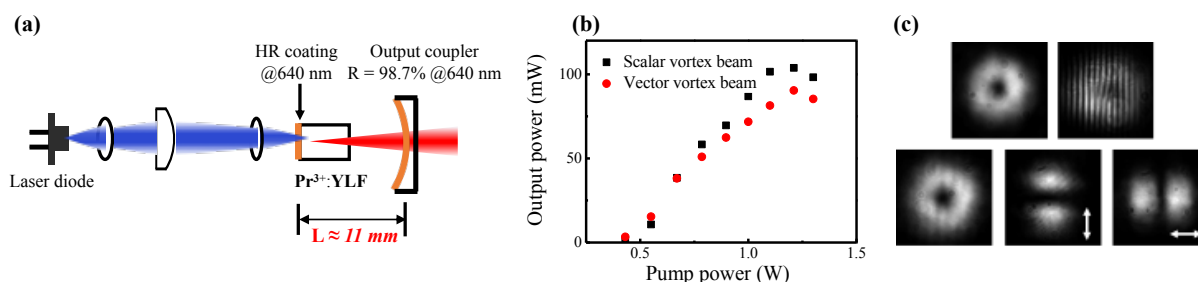 (a)
HR coating
@640 nm
Output coupler
R = 98.7% @640 nm
Laser diode
Pr³⁺:YLF
L ≈ 11 mm
(b)
Output power (mW)
100
50
0
Scalar vortex beam
Vector vortex beam
0.5
1.0
1.5
Pump power (W)
(c)